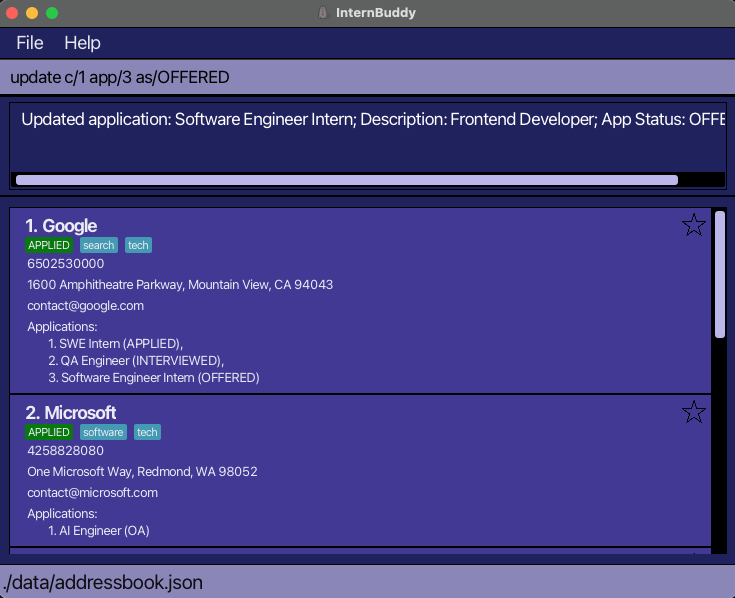 InternBuddy
File Help
update c/1 app/3 as/OFFERED
Updated application: Software Engineer Intern; Description: Frontend Developer; App Status: OFFE
1. Google
APPLIED search tech
6502530000
1600 Amphitheatre Parkway, Mountain View, CA 94043
contact@google.com
Applications:
1. SWE Intern (APPLIED),
2. QA Engineer (INTERVIEWED),
3. Software Engineer Intern (OFFERED)
2. Microsoft
APPLIED software tech
4258828080
One Microsoft Way, Redmond, WA 98052
contact@microsoft.com
Applications:
1. AI Engineer (OA)
./data/addressbook.json